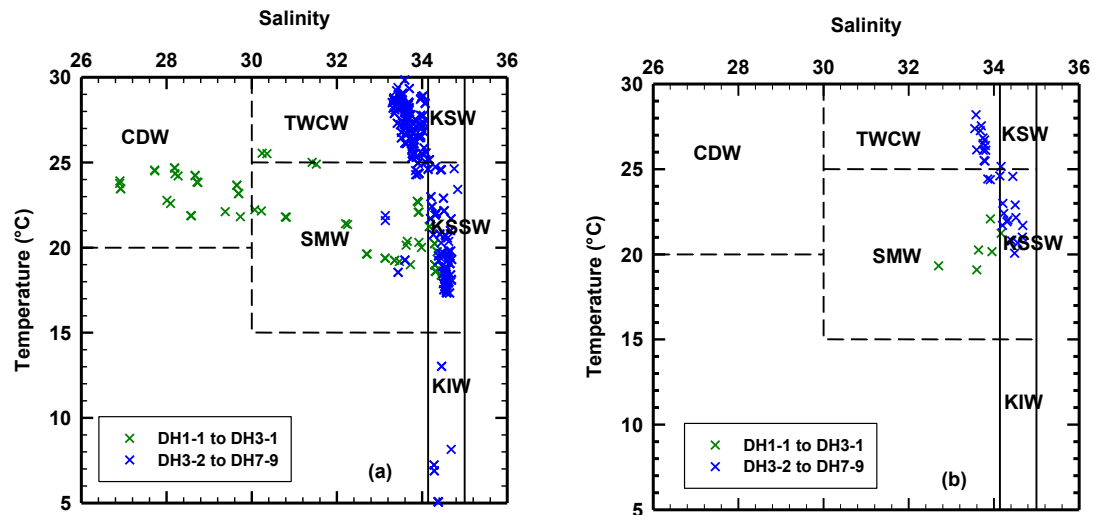 Salinity
26 28 30 32 34 36
30
25
20
15
10
5
Temperature (°C)
CDW
TWCW
KSW
SMW
KSSW
KIW
DH1-1 to DH3-1
DH3-2 to DH7-9
(a)
Salinity
26 28 30 32 34 36
30
25
20
15
10
5
Temperature (°C)
CDW
TWCW
KSW
SMW
KSSW
KIW
DH1-1 to DH3-1
DH3-2 to DH7-9
(b)